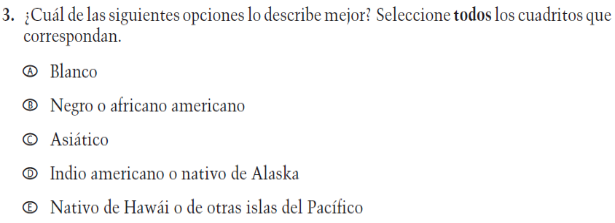 3. ¿Cuál de las siguientes opciones lo describe mejor? Seleccione todos los cuadritos que
correspondan.
Ⓐ Blanco
Ⓑ Negro o africano americano
Ⓒ Asiático
Ⓓ Indio americano o nativo de Alaska
Ⓔ Nativo de Hawái o de otras islas del Pacífico